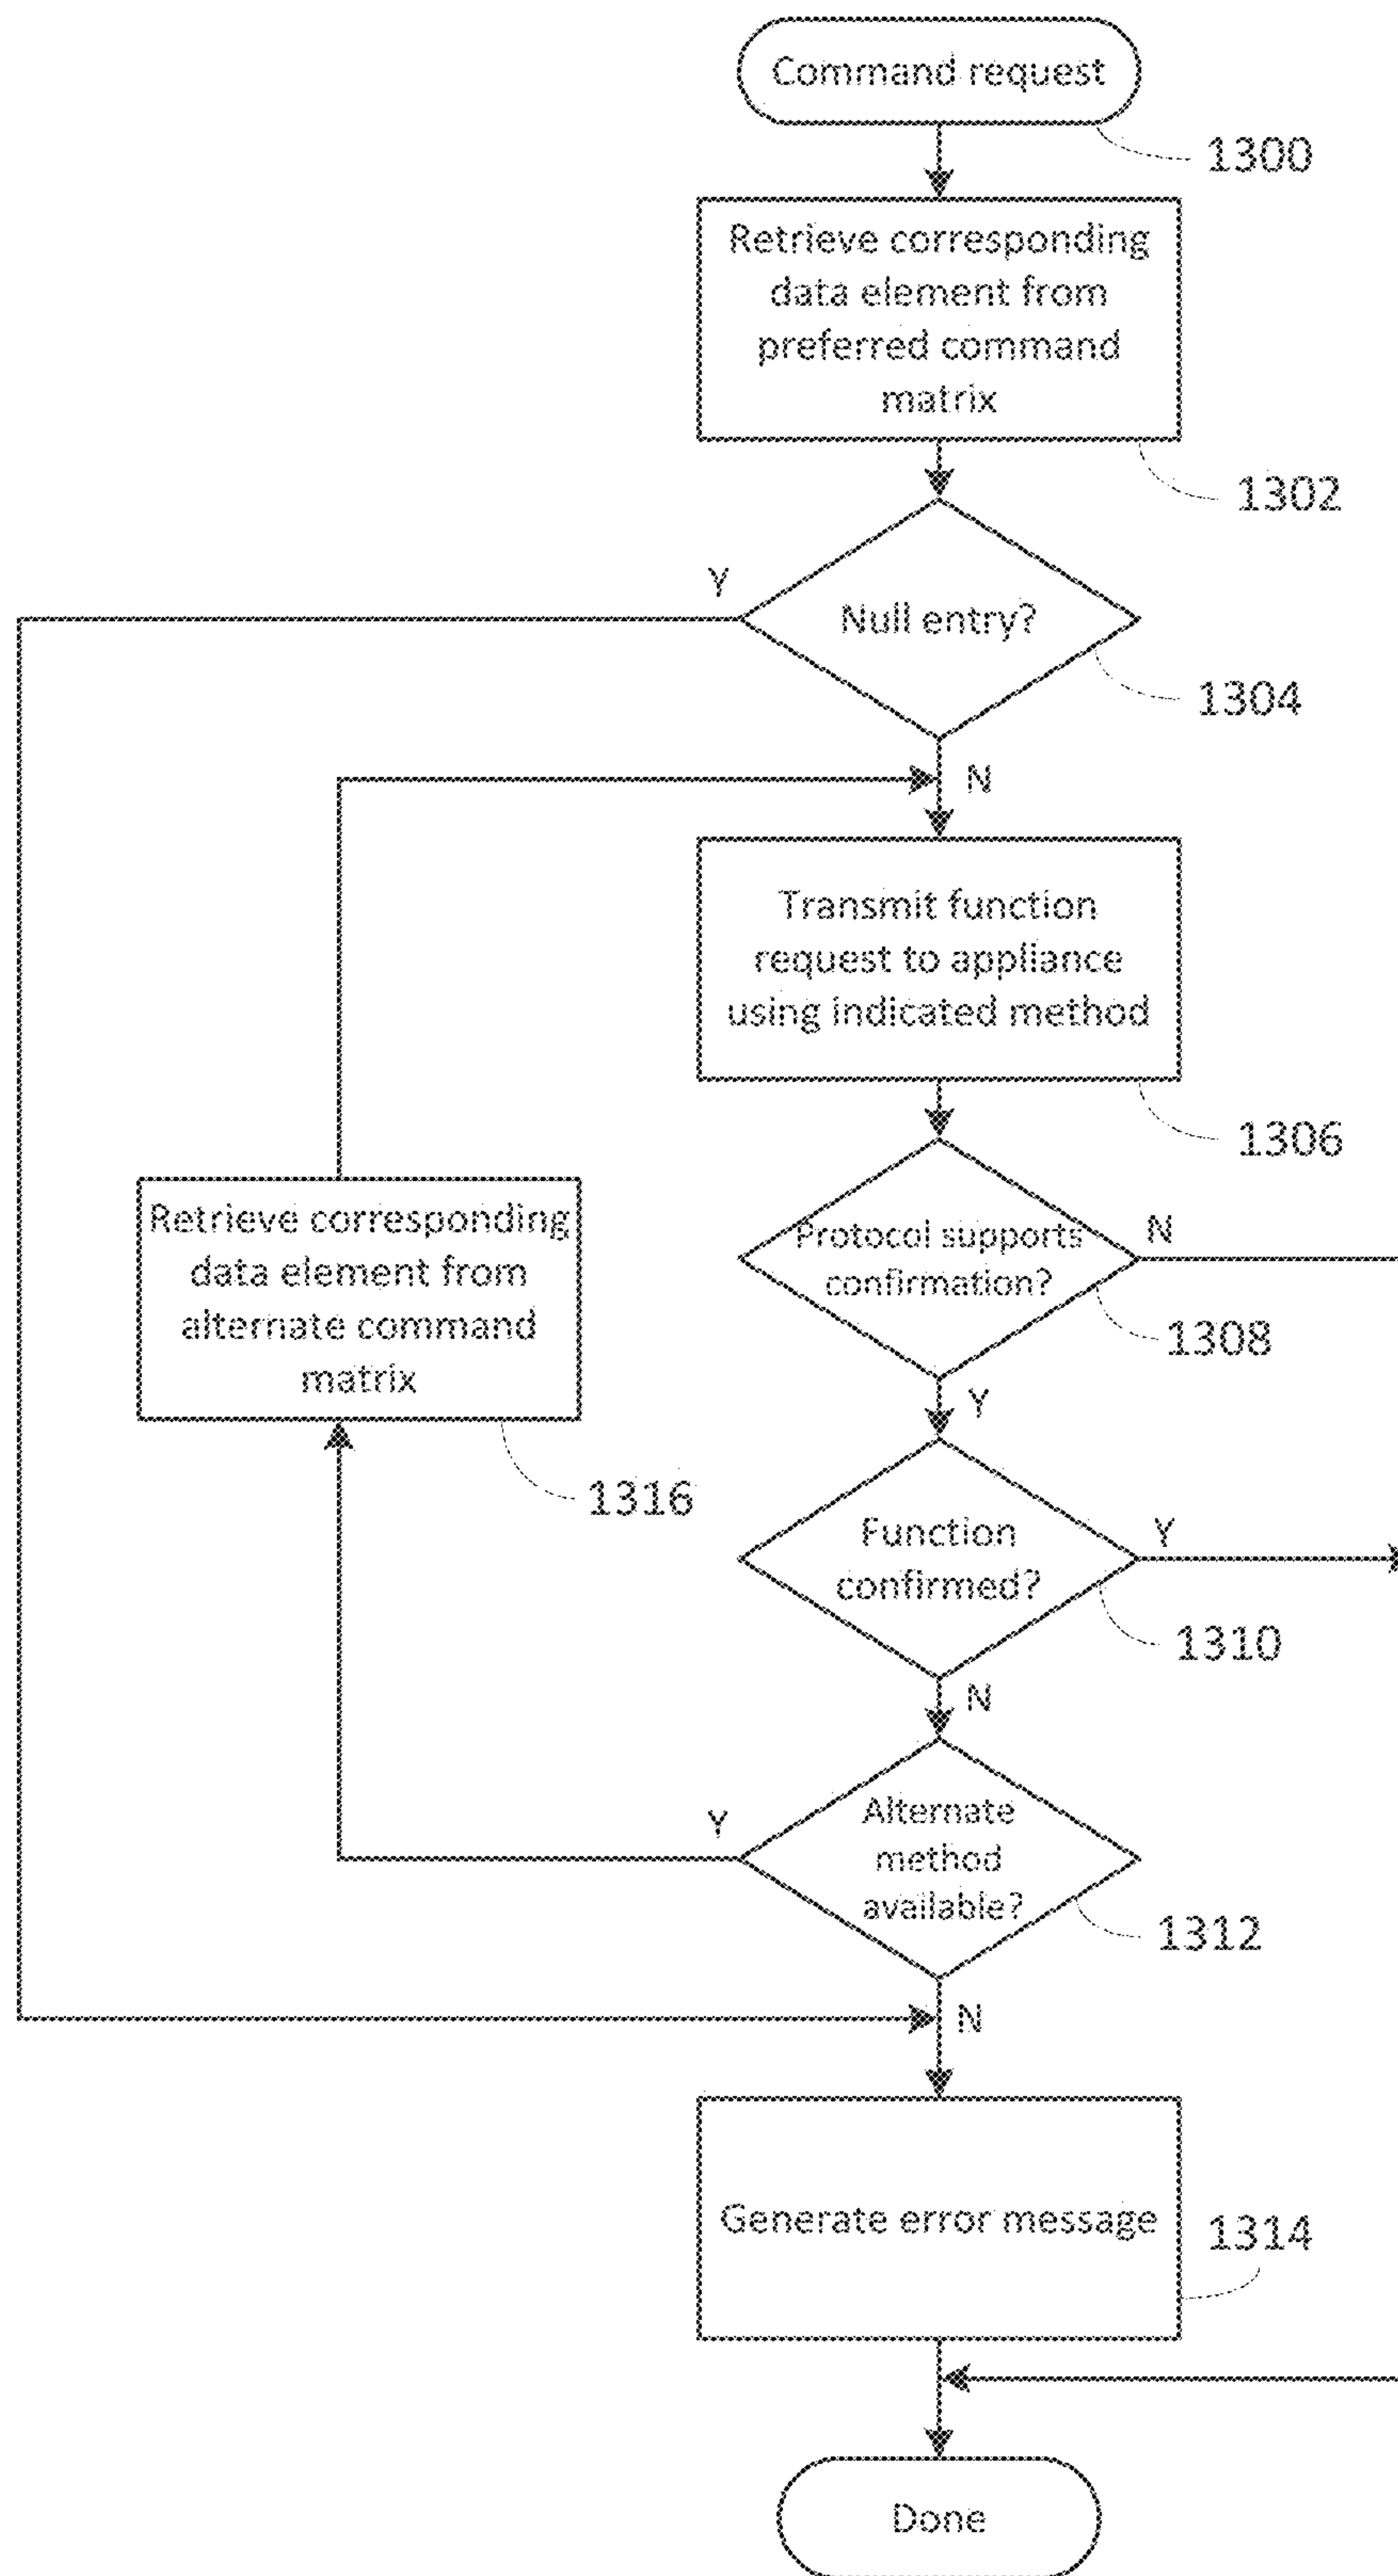 Command request
1300
Retrieve corresponding
data element from
preferred command
matrix
1302
Y
Null entry?
1304
N
Transmit function
request to appliance
using indicated method
1306
Retrieve corresponding
data element from
alternate command
matrix
1316
Protocol supports
confirmation?
N
1308
Y
Function
confirmed?
Y
1310
N
Y
Alternate
method
available?
1312
N
Generate error message
1314
Done